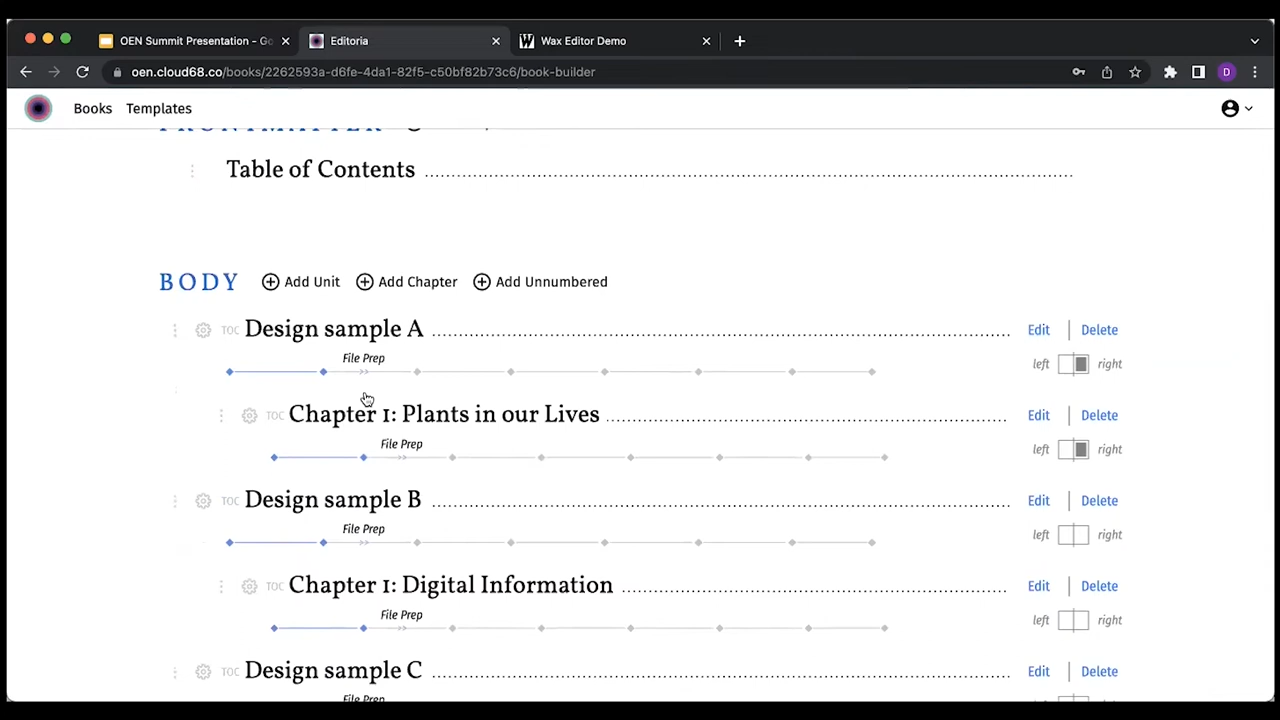 OEN Summit Presentation - Go
Editoria
Wax Editor Demo
oen.cloud68.co/books/2262593a-d6fe-4da1-82f5-c50bf82b73c6/book-builder
D
Books Templates
Table of Contents
BODY Add Unit Add Chapter Add Unnumbered
TOC Design sample A Edit Delete
File Prep left right
TOC Chapter 1: Plants in our Lives Edit Delete
File Prep left right
TOC Design sample B Edit Delete
File Prep left right
TOC Chapter 1: Digital Information Edit Delete
File Prep left right
TOC Design sample C Edit Delete
File Prep